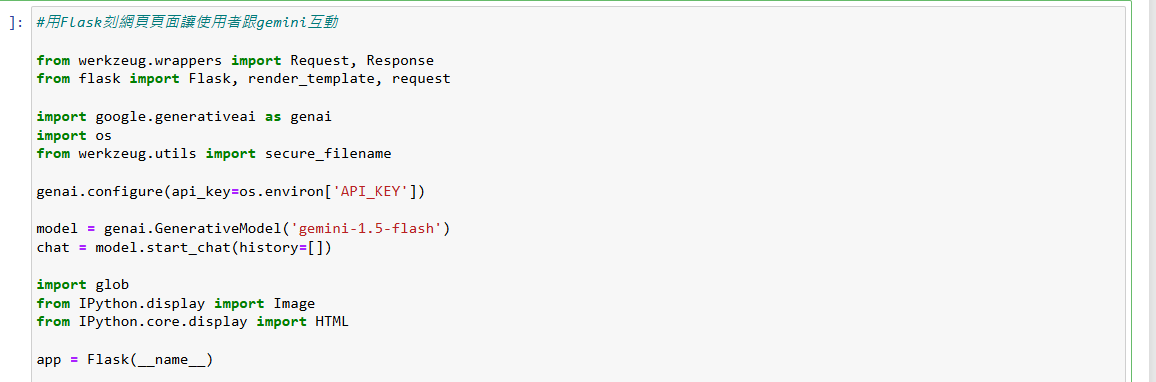 ]: #用Flask刻網頁頁面讓使用者跟gemini互動
from werkzeug.wrappers import Request, Response
from flask import Flask, render_template, request
import google.generativeai as genai
import os
from werkzeug.utils import secure_filename
genai.configure(api_key=os.environ['API_KEY'])
model = genai.GenerativeModel('gemini-1.5-flash')
chat = model.start_chat(history=[])
import glob
from IPython.display import Image
from IPython.core.display import HTML
app = Flask(__name__)